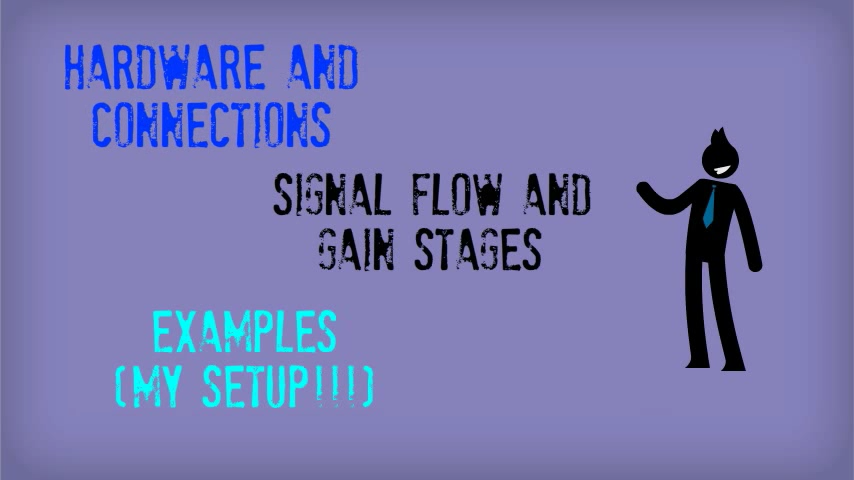 HARDWARE AND
CONNECTIONS
SIGNAL FLOW AND
GAIN STAGES
EXAMPLES
(MY SETUP!!!)